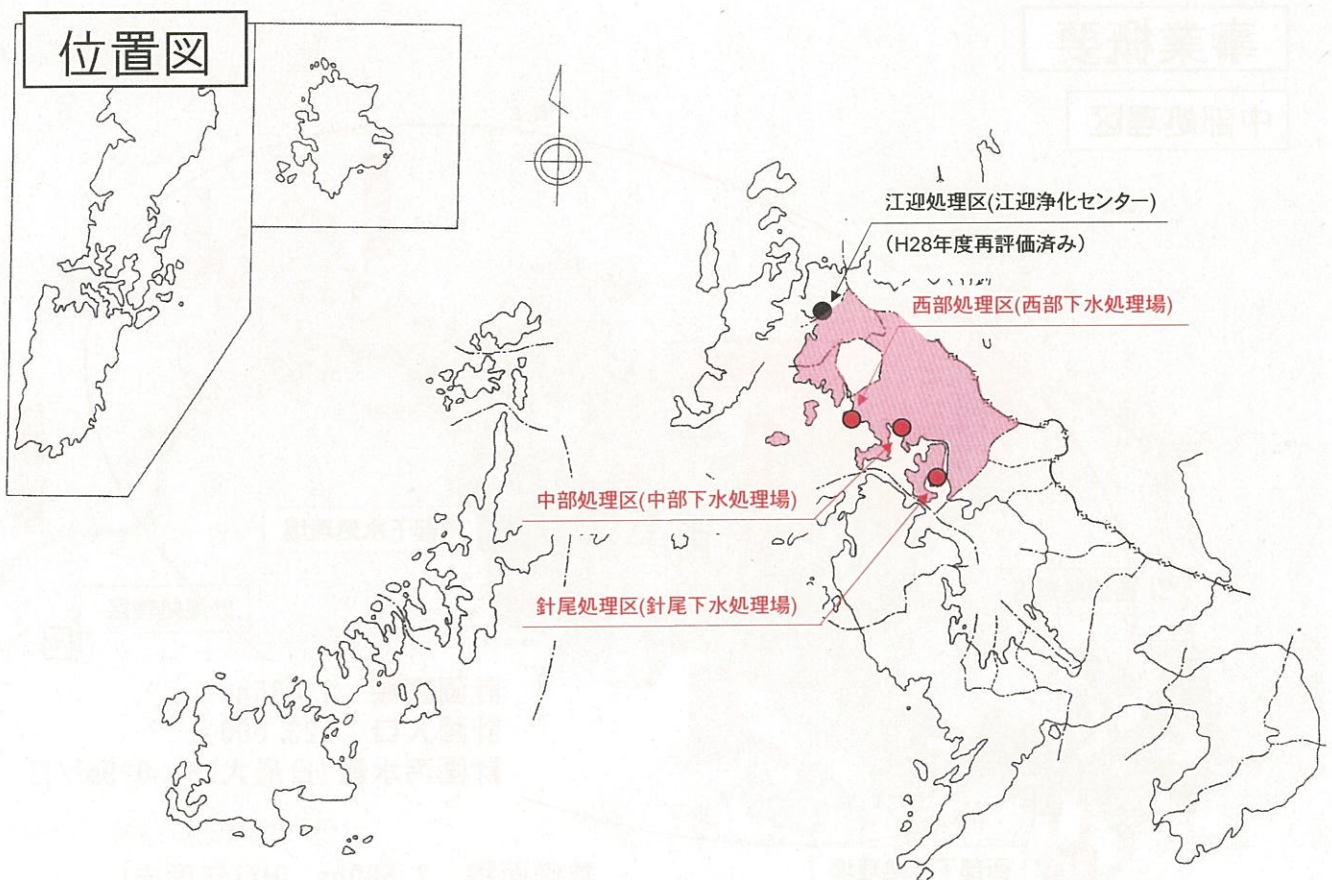 位置図
江迎処理区(江迎浄化センター)
(H28年度再評価済み)
西部処理区(西部下水処理場)
中部処理区(中部下水処理場)
針尾処理区(針尾下水処理場)